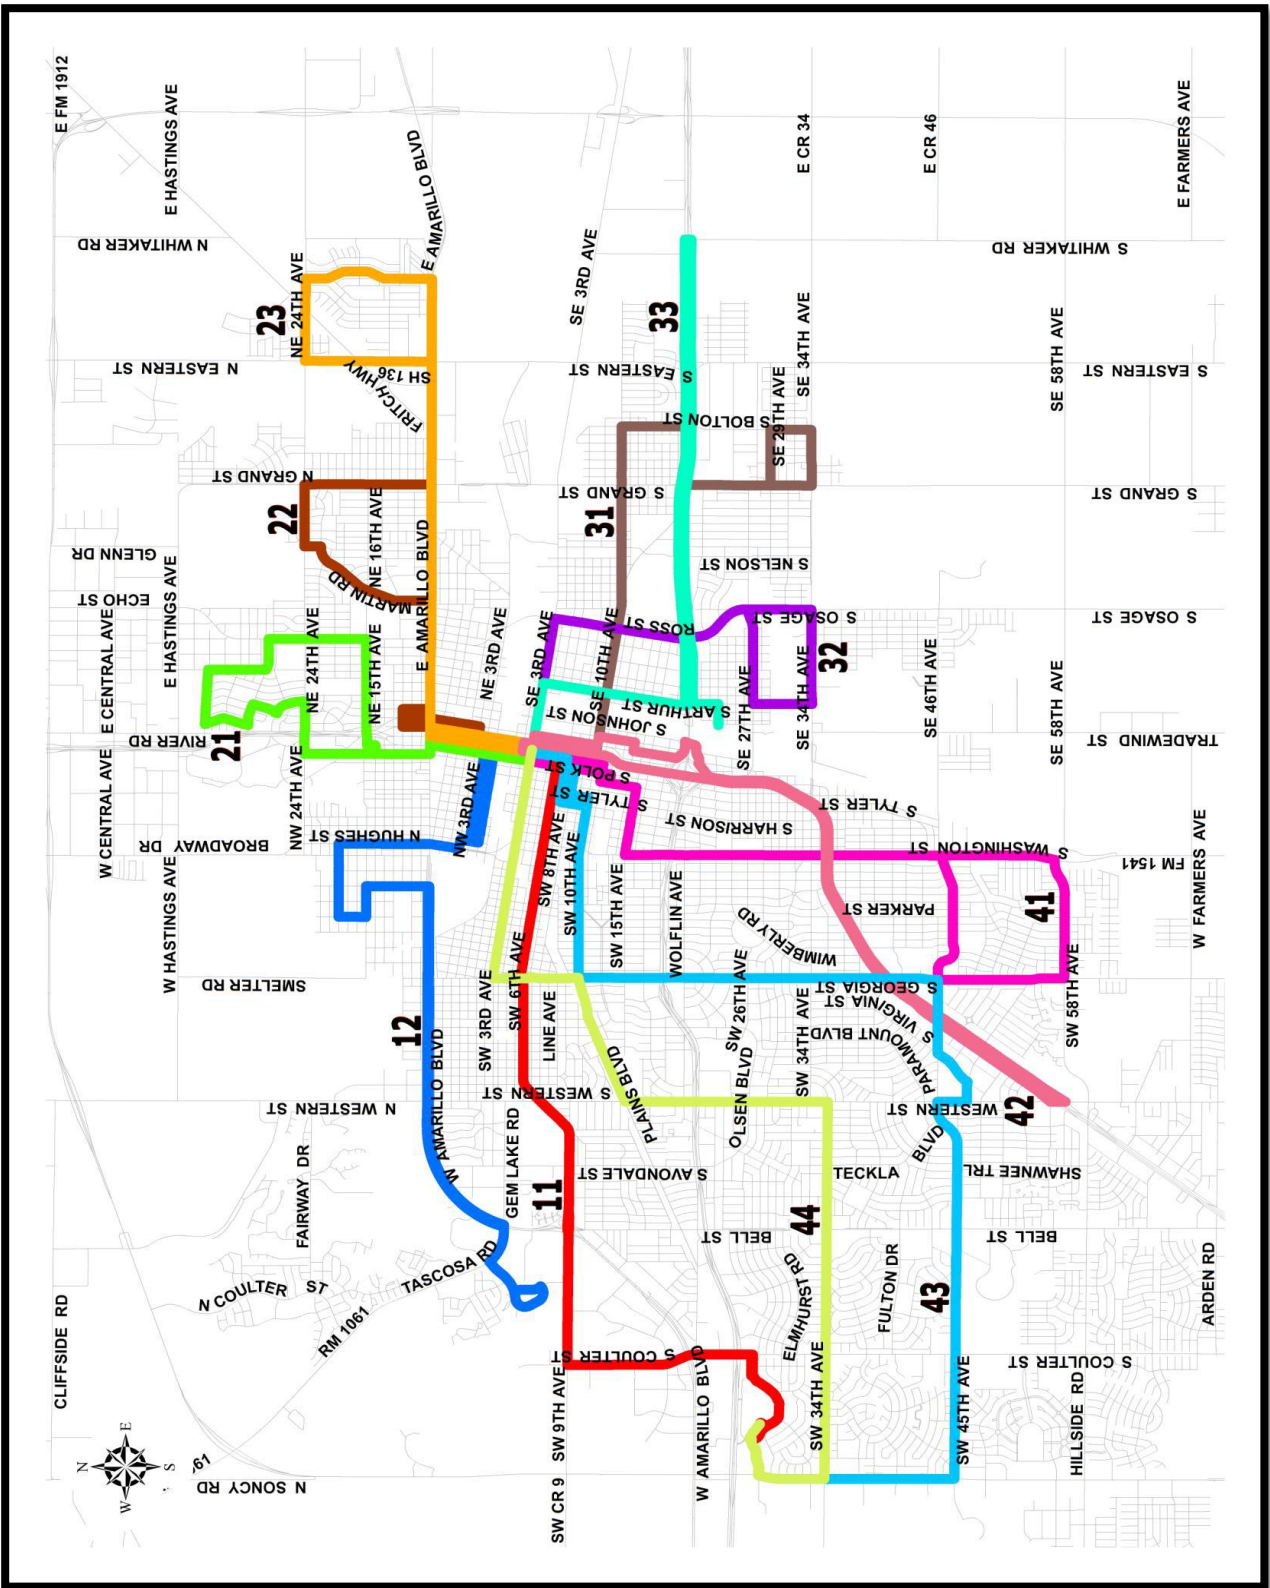 E FM 1912
E HASTINGS AVE
E AMARILLO BLVD
E CR 34
E CR 46
E FARMERS AVE
N WHITAKER RD
S WHITAKER RD
NE 24TH AVE
23
SE 3RD AVE
33
SE 34TH AVE
SE 58TH AVE
N EASTERN ST
SH 136
FRITCH HWY
S EASTERN ST
S EASTERN ST
S BOLTON ST
SE 29TH AVE
N GRAND ST
S GRAND ST
S GRAND ST
22
NE 16TH AVE
E AMARILLO BLVD
31
GLENN DR
E HASTINGS AVE
S NELSON ST
ECHO ST
MARTIN RD
E CENTRAL AVE
NE 24TH AVE
NE 15TH AVE
NE 3RD AVE
SE 3RD AVE
SE 10TH AVE
ROSS ST
S OSAGE ST
S OSAGE ST
32
SE 46TH AVE
SE 58TH AVE
S ARTHUR ST
S JOHNSON ST
SE 27TH AVE
SE 34TH AVE
RIVER RD
21
TRADEWIND ST
W CENTRAL AVE
NW 24TH AVE
NW 3RD AVE
S POLK ST
S TYLER ST
S TYLER ST
S HARRISON ST
BROADWAY DR
N HUGHES ST
S WASHINGTON ST
FM 1541
W FARMERS AVE
W HASTINGS AVE
SW 8TH AVE
SW 10TH AVE
SW 15TH AVE
WOLFLIN AVE
WIMBERLY RD
PARKER ST
41
SMELTER RD
SW 3RD AVE
SW 6TH AVE
LINE AVE
SW 26TH AVE
SW 34TH AVE
S GEORGIA ST
S VIRGINIA ST
PARAMOUNT BLVD
SW 58TH AVE
12
W AMARILLO BLVD
N WESTERN ST
S WESTERN ST
PLAINS BLVD
OLSEN BLVD
WESTERN ST
42
FAIRWAY DR
GEM LAKE RD
11
S AVONDALE ST
TECKLA BLVD
SHAWNEE TRL
BELL ST
44
BELL ST
N COULTER ST
TASCOSA RD
RM 1061
ELMHURST RD
FULTON DR
43
ARDEN RD
CLIFFSIDE RD
S COULTER ST
S COULTER ST
SW 9TH AVE
W AMARILLO BLVD
SW 34TH AVE
SW 45TH AVE
HILLSIDE RD
SW CR 9
N SONCY RD
61
N
E
S
W